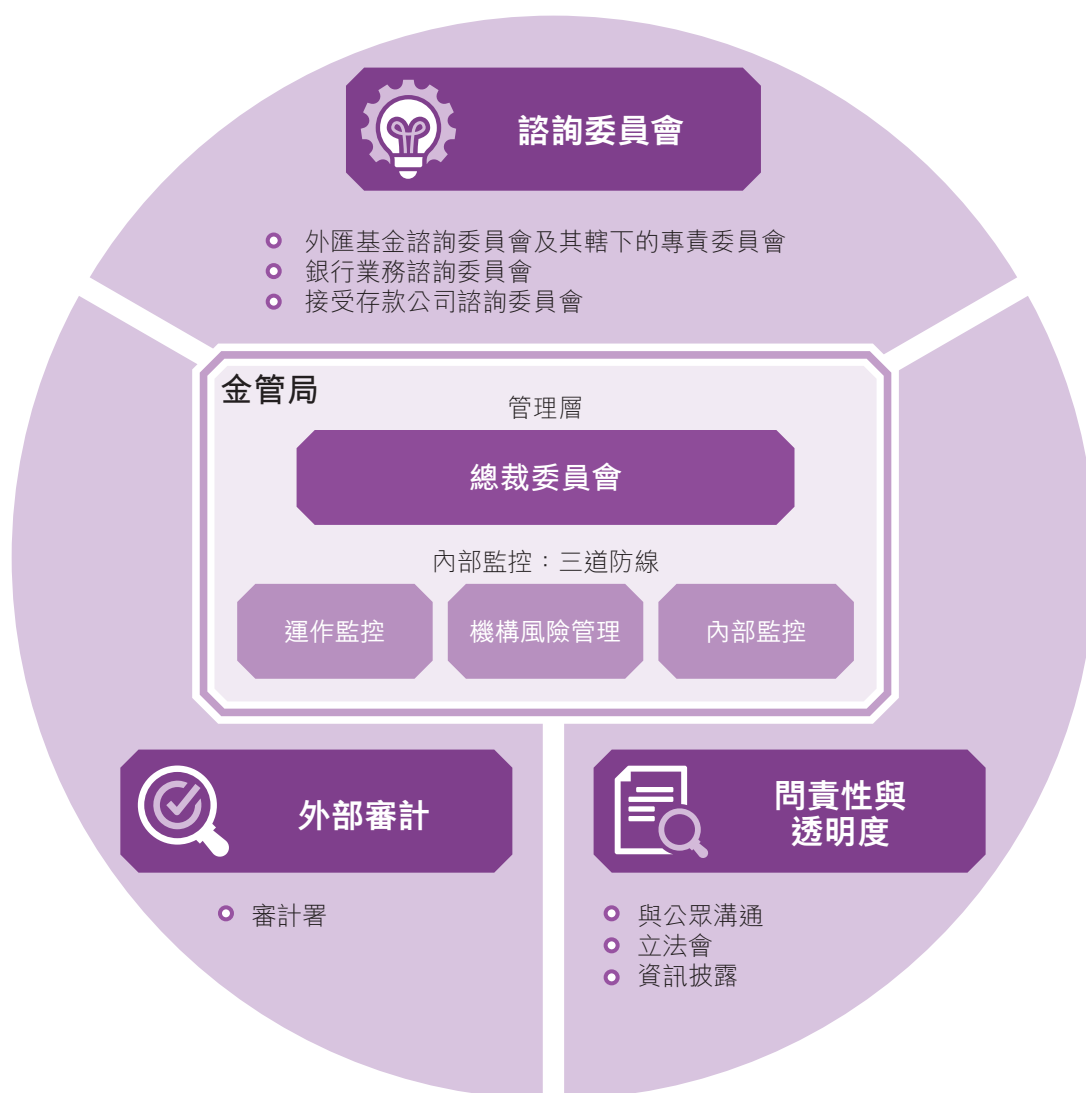 諮詢委員會
外匯基金諮詢委員會及其轄下的專責委員會
銀行業務諮詢委員會
接受存款公司諮詢委員會
金管局
管理層
總裁委員會
內部監控：三道防線
運作監控
機構風險管理
內部監控
外部審計
審計署
問責性與
透明度
與公眾溝通
立法會
資訊披露